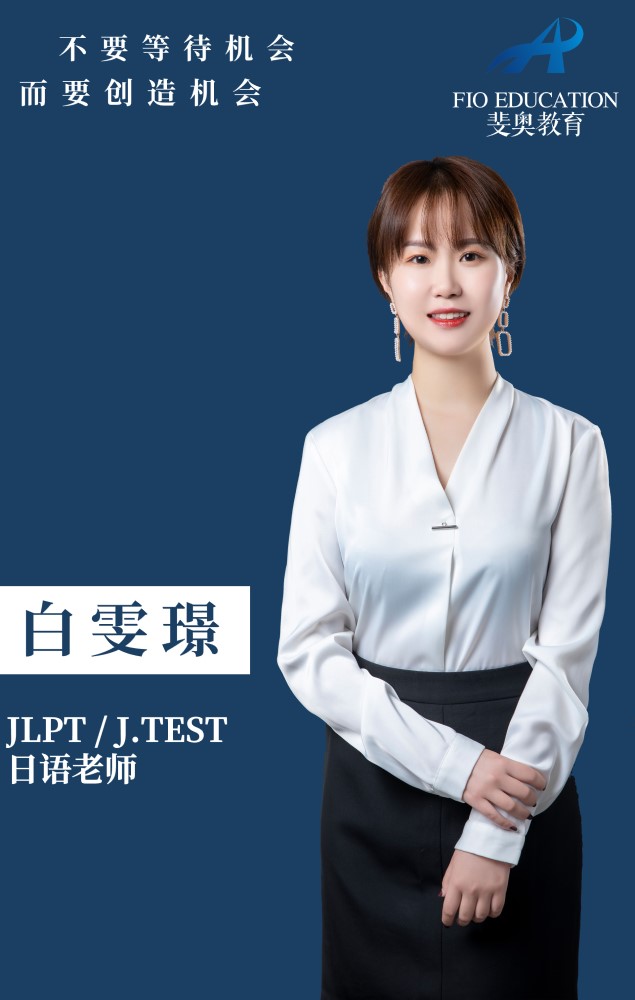 不要等待机会
而要创造机会
FIO EDUCATION
斐奥教育
白雯璟
JLPT / J.TEST
日语老师